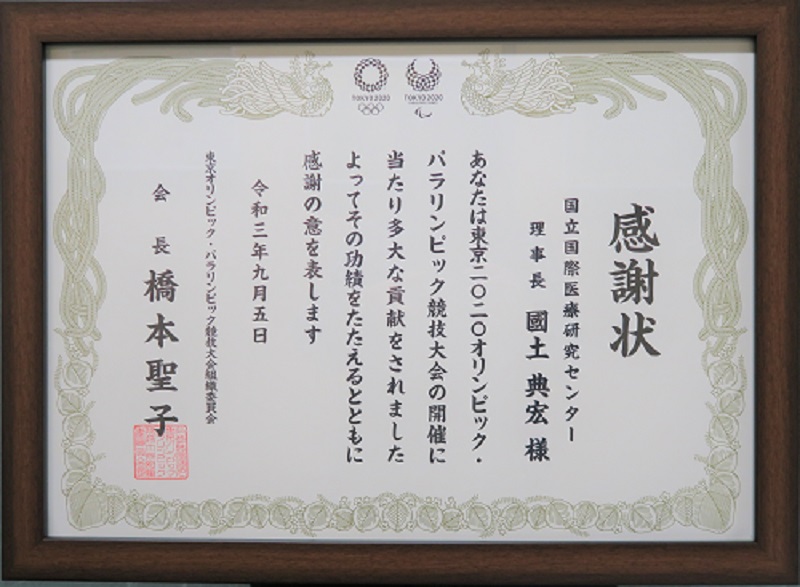 TOKYO 2020
TOKYO 2020
感謝状
国立国際医療研究センター
理事長 國土 典宏 様
あなたは東京二〇二〇オリンピック・
パラリンピック競技大会の開催に
当たり多大な貢献をされました
よってその功績をたたえるとともに
感謝の意を表します
令和三年九月五日
東京オリンピック・パラリンピック競技大会組織委員会
会長 橋本聖子